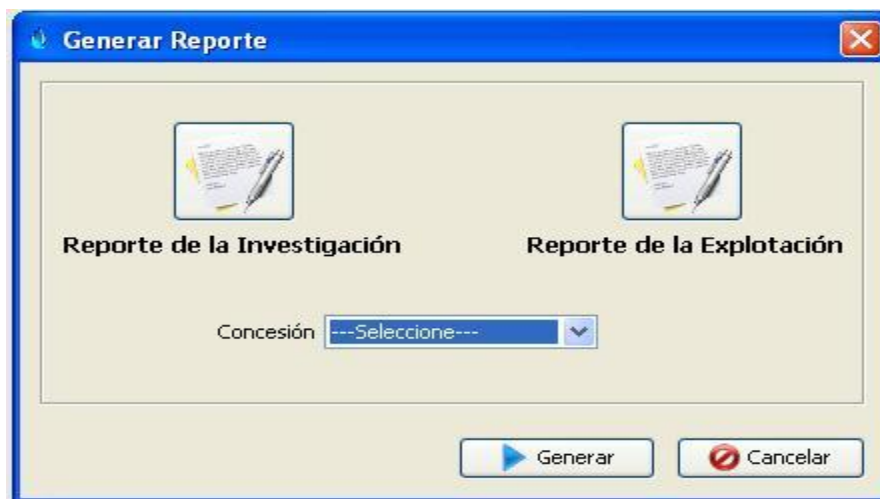 Generar Reporte
Reporte de la Investigación
Reporte de la Explotación
Concesión ---Seleccione---
Generar
Cancelar